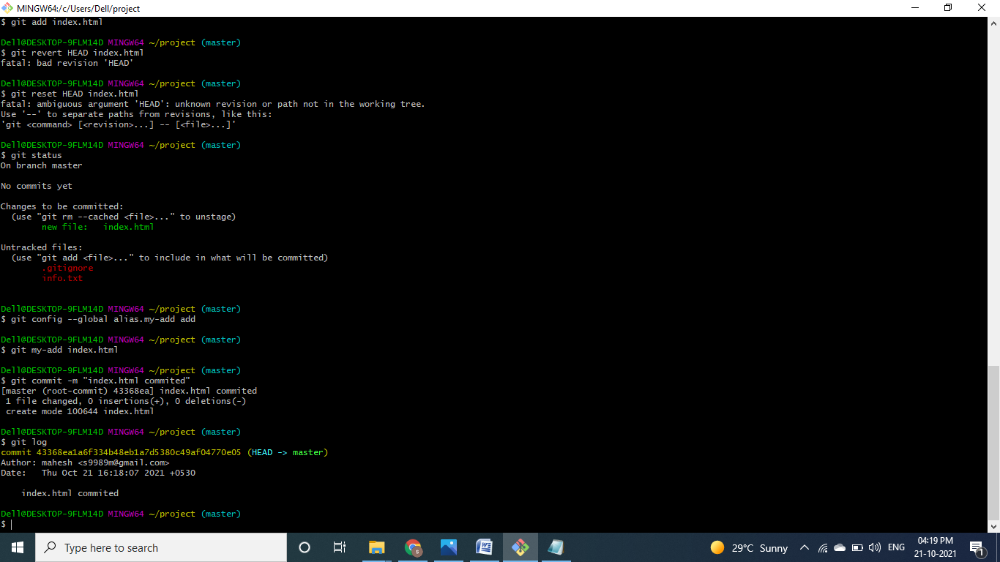 MINGW64:/c/Users/Dell/project
$ git add index.html
Dell@DESKTOP-9FLM14D MINGW64 ~/project (master)
$ git revert HEAD index.html
fatal: bad revision 'HEAD'
Dell@DESKTOP-9FLM14D MINGW64 ~/project (master)
$ git reset HEAD index.html
fatal: ambiguous argument 'HEAD': unknown revision or path not in the working tree.
Use '--' to separate paths from revisions, like this:
'git <command> [<revision>...] -- [<file>...]'
Dell@DESKTOP-9FLM14D MINGW64 ~/project (master)
$ git status
On branch master
No commits yet
Changes to be committed:
  (use "git rm --cached <file>..." to unstage)
        new file:   index.html
Untracked files:
  (use "git add <file>..." to include in what will be committed)
        .gitignore
        info.txt
Dell@DESKTOP-9FLM14D MINGW64 ~/project (master)
$ git config --global alias.my-add add
Dell@DESKTOP-9FLM14D MINGW64 ~/project (master)
$ git my-add index.html
Dell@DESKTOP-9FLM14D MINGW64 ~/project (master)
$ git commit -m "index.html commited"
[master (root-commit) 43368ea] index.html commited
 1 file changed, 0 insertions(+), 0 deletions(-)
 create mode 100644 index.html
Dell@DESKTOP-9FLM14D MINGW64 ~/project (master)
$ git log
commit 43368ea1a6f334b48eb1a7d5380c49af04770e05 (HEAD -> master)
Author: mahesh <s9989m@gmail.com>
Date:   Thu Oct 21 16:18:07 2021 +0530
    index.html commited
Dell@DESKTOP-9FLM14D MINGW64 ~/project (master)
$
Type here to search
S
W
29°C Sunny
ENG
04:19 PM
21-10-2021
1